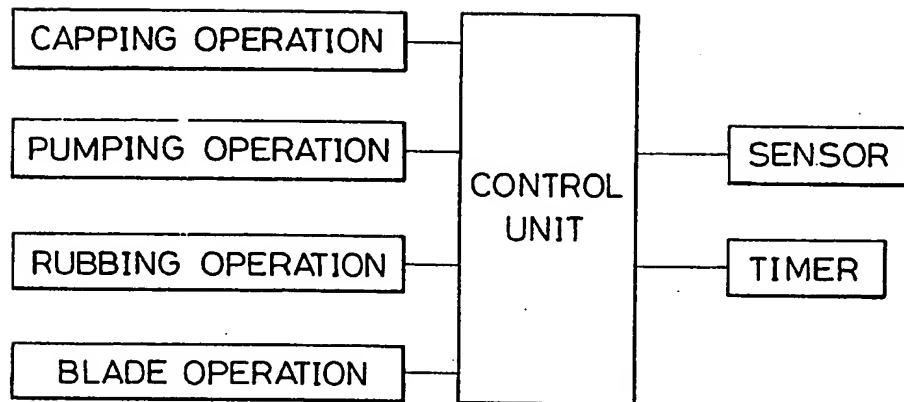 CAPPING OPERATION
PUMPING OPERATION
RUBBING OPERATION
BLADE OPERATION
CONTROL
UNIT
SENSOR
TIMER